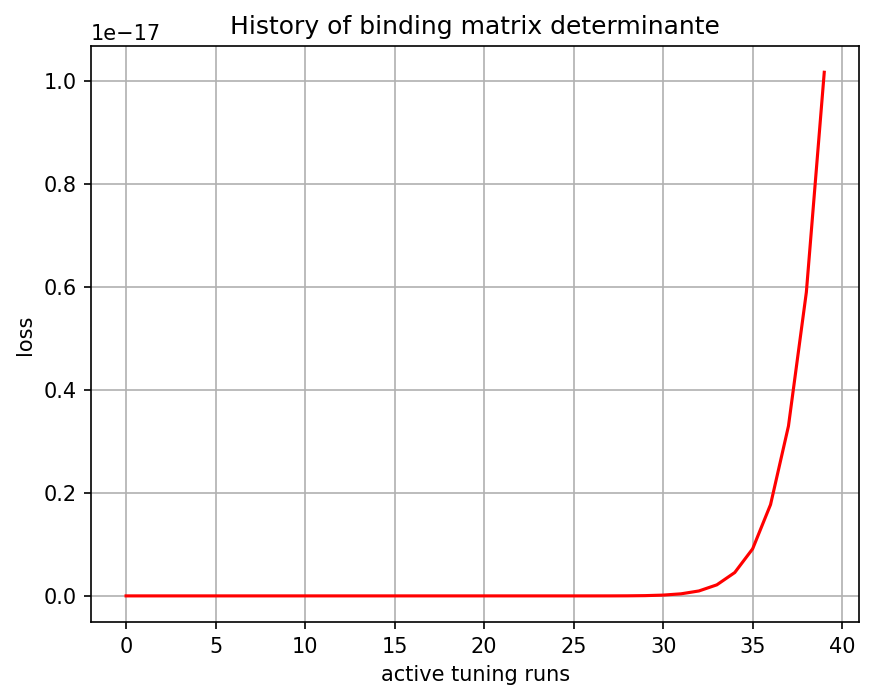 History of binding matrix determinante
1e−17
1.0
0.8
0.6
0.4
0.2
0.0
loss
0 5 10 15 20 25 30 35 40
active tuning runs